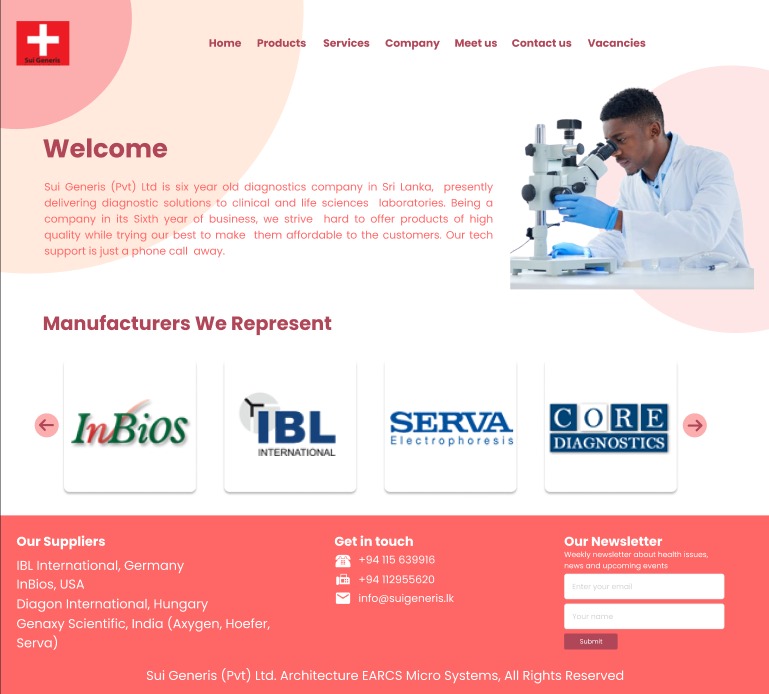 Sui Generis
Home Products Services Company Meet us Contact us Vacancies
Welcome
Sui Generis (Pvt) Ltd is six year old diagnostics company in Sri Lanka, presently
delivering diagnostic solutions to clinical and life sciences laboratories. Being a
company in its Sixth year of business, we strive hard to offer products of high
quality while trying our best to make them affordable to the customers. Our tech
support is just a phone call away.
Manufacturers We Represent
InBios
IBL
INTERNATIONAL
SERVA
Electrophoresis
CORE
DIAGNOSTICS
Our Suppliers
IBL International, Germany
InBios, USA
Diagon International, Hungary
Genaxy Scientific, India (Axygen, Hoefer,
Serva)
Get in touch
+94 115 639916
+94 112955620
info@suigeneris.lk
Our Newsletter
Weekly newsletter about health issues,
news and upcoming events
Enter your email
Your name
Submit
Sui Generis (Pvt) Ltd. Architecture EARCS Micro Systems, All Rights Reserved